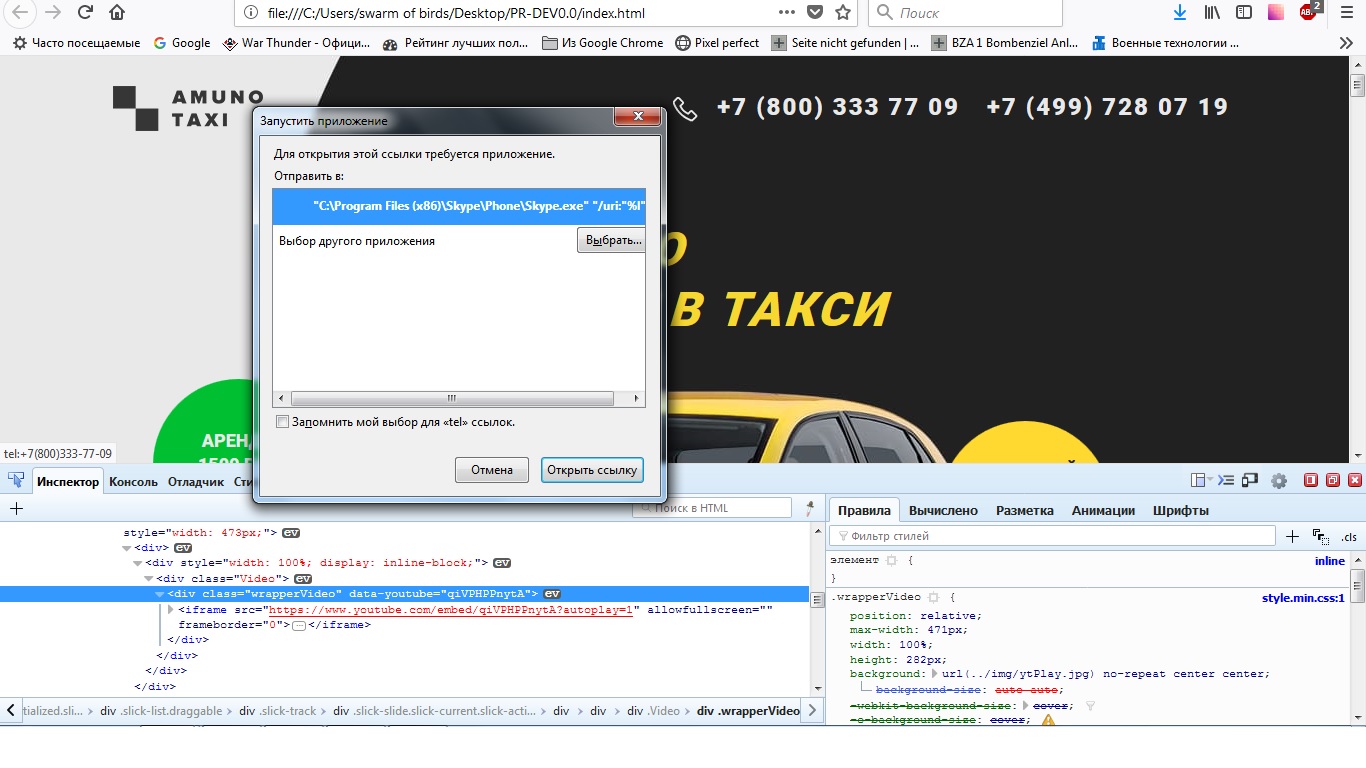 file:///C:/Users/swarm of birds/Desktop/PR-DEV0.0/index.html
Поиск
2
Часто посещаемые
Google
War Thunder - Офици...
Рейтинг лучших пол...
Из Google Chrome
Pixel perfect
Seite nicht gefunden | ...
BZA 1 Bombenziel Anl...
Военные технологии ...
AMUNO
TAXI
+7 (800) 333 77 09
+7 (499) 728 07 19
Запустить приложение
Для открытия этой ссылки требуется приложение.
Отправить в:
"C:\Program Files (x86)\Skype\Phone\Skype.exe" "/uri:"%l"
Выбор другого приложения
Выбрать...
О
В ТАКСИ
Запомнить мой выбор для «tel» ссылок.
Отмена
Открыть ссылку
АРЕН
tel:+7(800)333-77-09
Инспектор
Консоль
Отладчик
Сти
Поиск в HTML
style="width: 473px;"> ev
<div> ev
<div style="width: 100%; display: inline-block;"> ev
<div class="Video"> ev
<div class="wrapperVideo" data-youtube="qiVPHPPnytA"> ev
<iframe src="https://www.youtube.com/embed/qiVPHPPnytA?autoplay=1" allowfullscreen=""
frameborder="0"></iframe>
</div>
</div>
</div>
</div>
itialized.sli...
div.slick-list.draggable
div.slick-track
div.slick-slide.slick-current.slick-acti...
div
div
div.Video
div.wrapperVideo
Правила
Вычислено
Разметка
Анимации
Шрифты
Фильтр стилей
.cls
элемент {
inline
}
.wrapperVideo {
style.min.css:1
position: relative;
max-width: 471px;
width: 100%;
height: 282px;
background: url(../img/ytPlay.jpg) no-repeat center center;
background-size: auto auto;
-webkit-background-size: cover;
-o-background-size: cover;